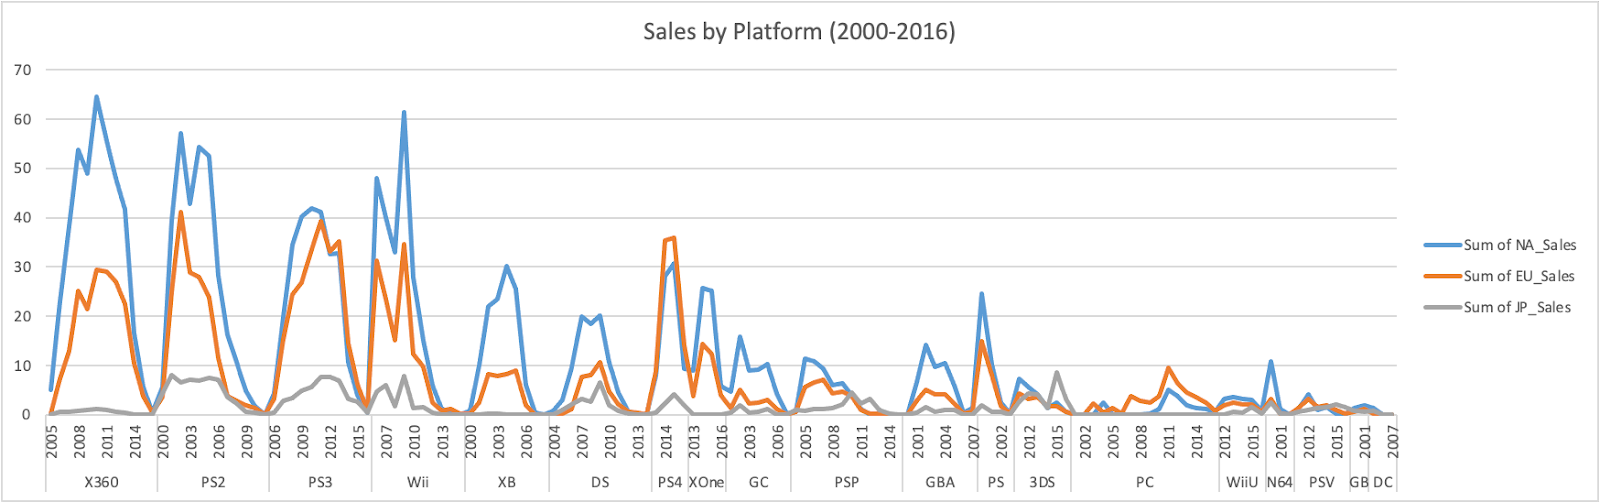 Sales by Platform (2000-2016)
70
60
50
40
30
20
10
0
Sum of NA_Sales
Sum of EU_Sales
Sum of JP_Sales
2005 2008 2011 2014 2000 2003 2006 2009 2006 2009 2012 2015 2007 2010 2013 2000 2003 2006 2004 2007 2010 2013 2014 2013 2016 2003 2006 2005 2008 2011 2014 2001 2004 2007 2002 2012 2015 2002 2005 2008 2011 2014 2012 2015 2001 2012 2015 2001 2007
X360 PS2 PS3 Wii XB DS PS4 XOne GC PSP GBA PS 3DS PC WiiU N64 PSV GB DC